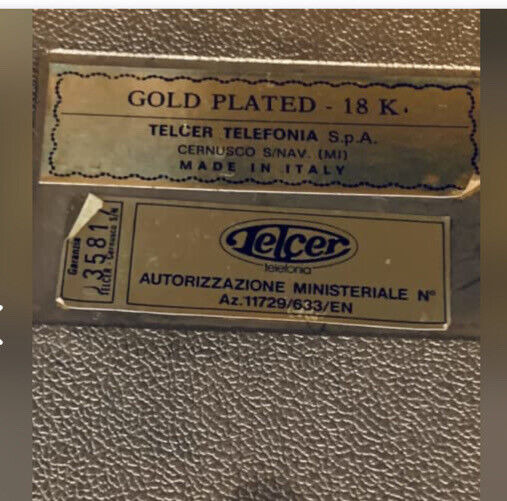 GOLD PLATED - 18 K.
TELCER TELEFONIA S.p.A.
CERNUSCO S/NAV. (MI)
MADE IN ITALY
Garanzia
35817
TELCER - Cernusco S/N
Telcer
telefonia
AUTORIZZAZIONE MINISTERIALE N°
Az.11729/633/EN